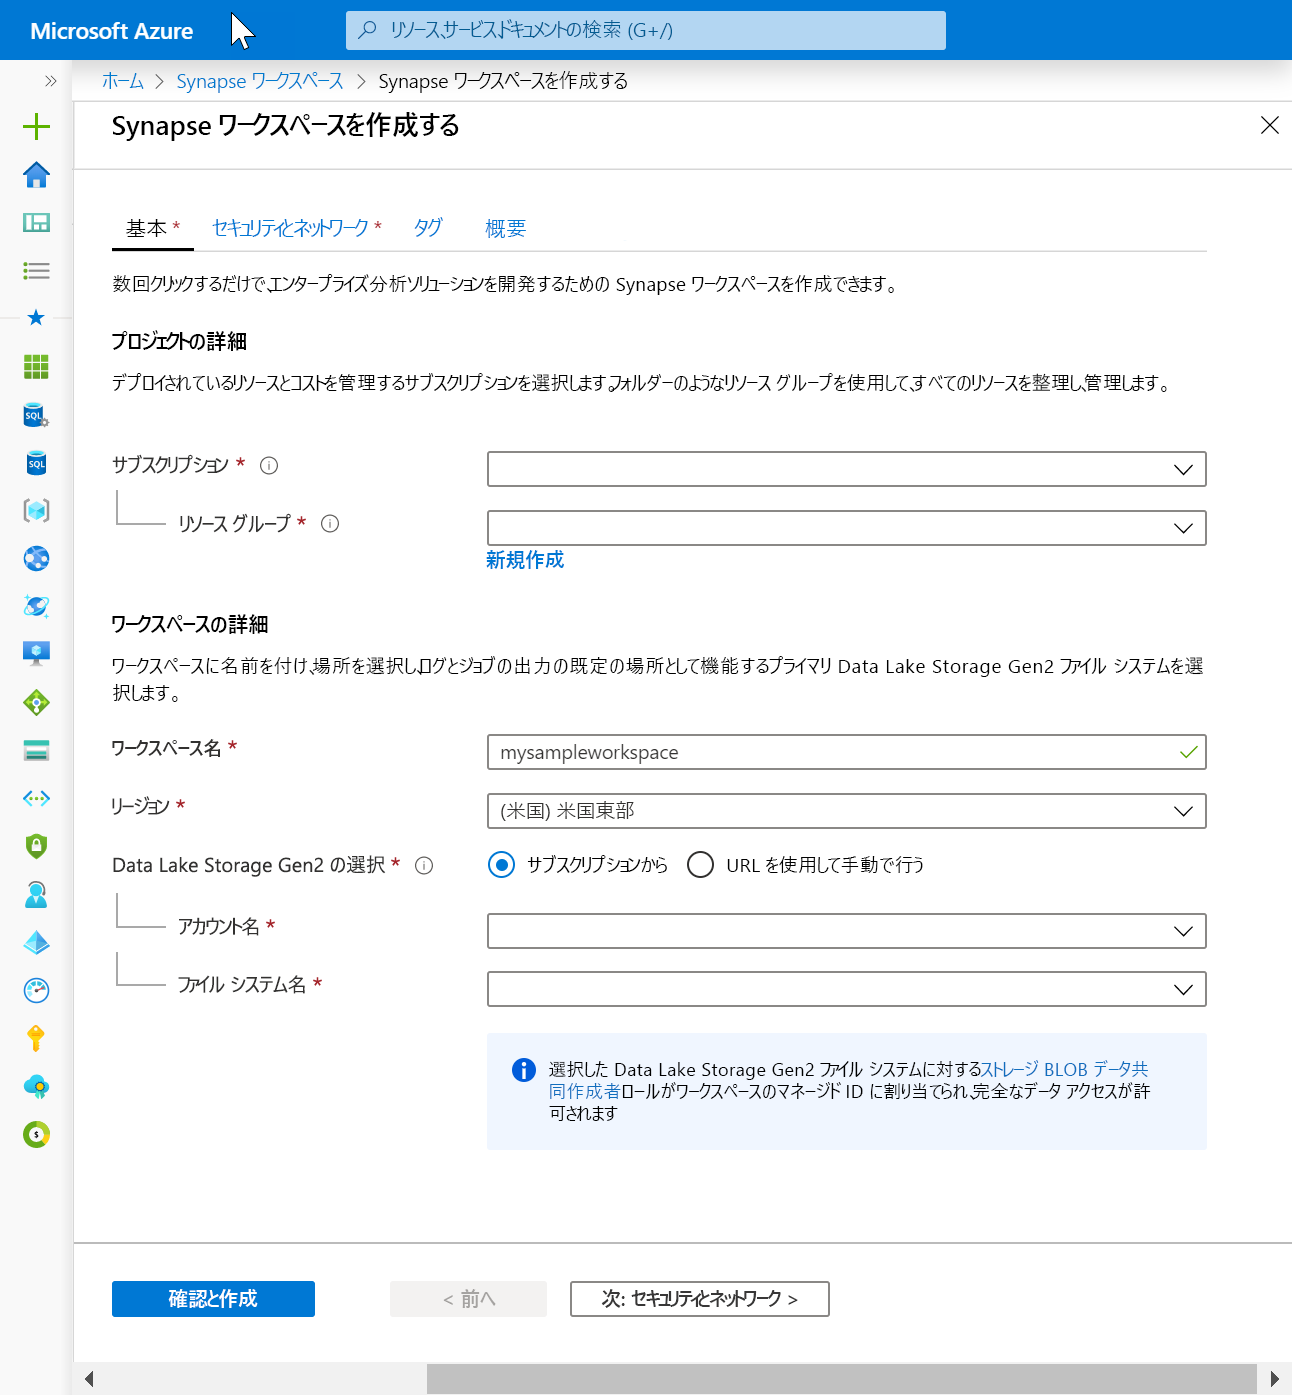 Microsoft Azure
リソース、サービス、ドキュメントの検索 (G+/)
ホーム > Synapse ワークスペース > Synapse ワークスペースを作成する
Synapse ワークスペースを作成する
基本 * セキュリティとネットワーク * タグ 概要
数回クリックするだけで、エンタープライズ分析ソリューションを開発するための Synapse ワークスペースを作成できます。
プロジェクトの詳細
デプロイされているリソースとコストを管理するサブスクリプションを選択します。フォルダーのようなリソース グループを使用して、すべてのリソースを整理し、管理します。
サブスクリプション *
リソース グループ *
新規作成
ワークスペースの詳細
ワークスペースに名前を付け、場所を選択し、ログとジョブの出力の既定の場所として機能するプライマリ Data Lake Storage Gen2 ファイル システムを選
択します。
ワークスペース名 * mysampleworkspace
リージョン * (米国) 米国東部
Data Lake Storage Gen2 の選択 * サブスクリプションから URL を使用して手動で行う
アカウント名 *
ファイル システム名 *
選択した Data Lake Storage Gen2 ファイル システムに対するストレージ BLOB データ共
同作成者ロールがワークスペースのマネージド ID に割り当てられ、完全なデータ アクセスが許
可されます
確認と作成 < 前へ 次: セキュリティとネットワーク >